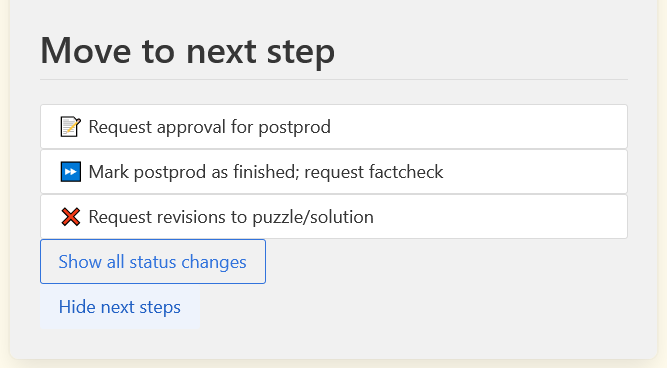 Move to next step
📝 Request approval for postprod
⏩ Mark postprod as finished; request factcheck
❌ Request revisions to puzzle/solution
Show all status changes
Hide next steps